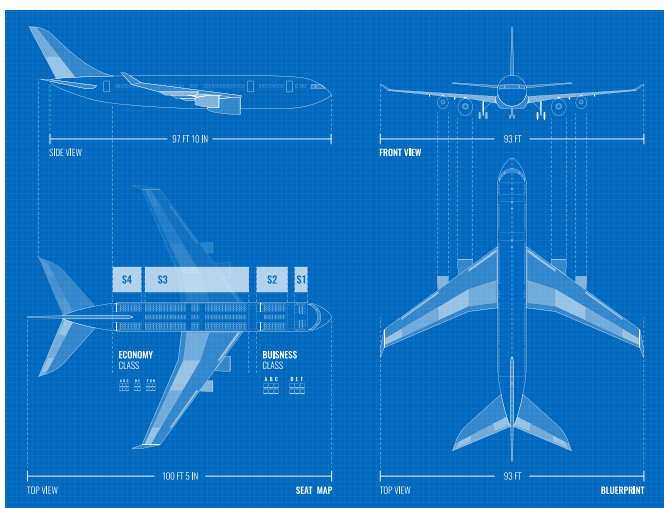 97 FT 10 IN
SIDE VIEW
93 FT
FRONT VIEW
S4 S3 S2 S1
ECONOMY
CLASS
BUISNESS
CLASS
A B C D E F
100 FT 5 IN
TOP VIEW SEAT MAP
93 FT
TOP VIEW BLUERPRINT